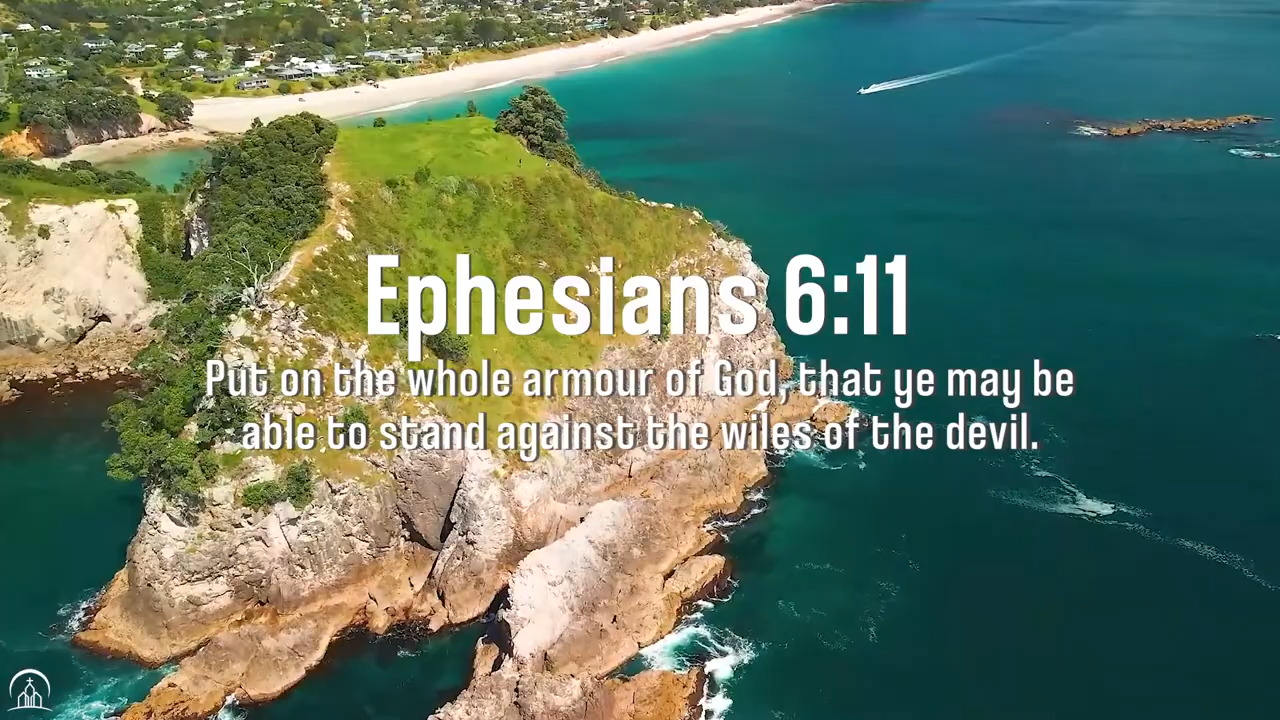 Ephesians 6:11
Put on the whole armour of God, that ye may be
able to stand against the wiles of the devil.